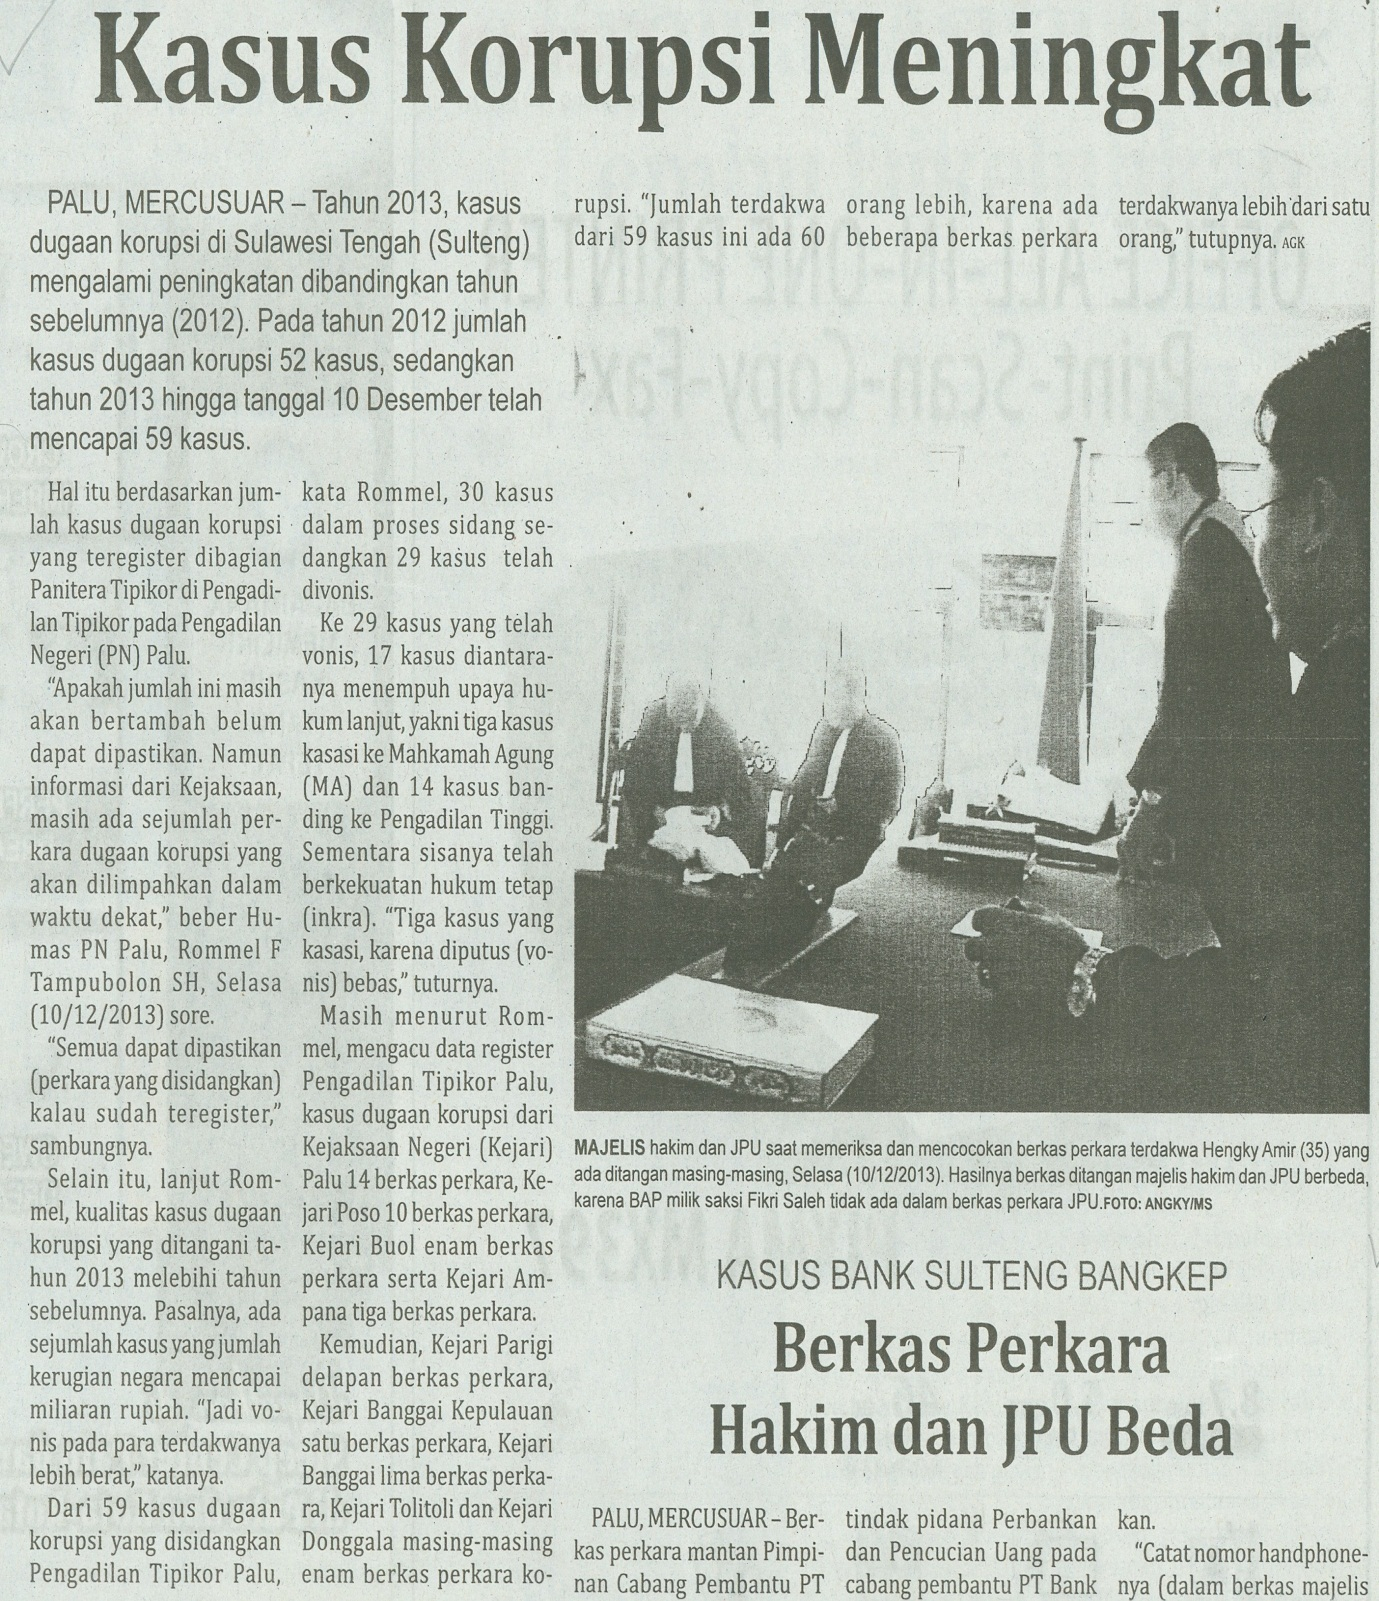 Kasus Korupsi Meningkat
PALU, MERCUSUAR – Tahun 2013, kasus
dugaan korupsi di Sulawesi Tengah (Sulteng)
mengalami peningkatan dibandingkan tahun
sebelumnya (2012). Pada tahun 2012 jumlah
kasus dugaan korupsi 52 kasus, sedangkan
tahun 2013 hingga tanggal 10 Desember telah
mencapai 59 kasus.
Hal itu berdasarkan jum-
lah kasus dugaan korupsi
yang teregister dibagian
Panitera Tipikor di Pengadi-
lan Tipikor pada Pengadilan
Negeri (PN) Palu.
“Apakah jumlah ini masih
akan bertambah belum
dapat dipastikan. Namun
informasi dari Kejaksaan,
masih ada sejumlah per-
kara dugaan korupsi yang
akan dilimpahkan dalam
waktu dekat,” beber Hu-
mas PN Palu, Rommel F
Tampubolon SH, Selasa
(10/12/2013) sore.
“Semua dapat dipastikan
(perkara yang disidangkan)
kalau sudah teregister,”
sambungnya.
Selain itu, lanjut Rom-
mel, kualitas kasus dugaan
korupsi yang ditangani ta-
hun 2013 melebihi tahun
sebelumnya. Pasalnya, ada
sejumlah kasus yang jumlah
kerugian negara mencapai
miliaran rupiah. “Jadi vo-
nis pada para terdakwanya
lebih berat,” katanya.
Dari 59 kasus dugaan
korupsi yang disidangkan
Pengadilan Tipikor Palu,
kata Rommel, 30 kasus
dalam proses sidang se-
dangkan 29 kasus telah
divonis.
Ke 29 kasus yang telah
vonis, 17 kasus diantara-
nya menempuh upaya hu-
kum lanjut, yakni tiga kasus
kasasi ke Mahkamah Agung
(MA) dan 14 kasus ban-
ding ke Pengadilan Tinggi.
Sementara sisanya telah
berkekuatan hukum tetap
(inkra). “Tiga kasus yang
kasasi, karena diputus (vo-
nis) bebas,” tuturnya.
Masih menurut Rom-
mel, mengacu data register
Pengadilan Tipikor Palu,
kasus dugaan korupsi dari
Kejaksaan Negeri (Kejari)
Palu 14 berkas perkara, Ke-
jari Poso 10 berkas perkara,
Kejari Buol enam berkas
perkara serta Kejari Am-
pana tiga berkas perkara.
Kemudian, Kejari Parigi
delapan berkas perkara,
Kejari Banggai Kepulauan
satu berkas perkara, Kejari
Banggai lima berkas perka-
ra, Kejari Tolitoli dan Kejari
Donggala masing-masing
enam berkas perkara ko-
rupsi. “Jumlah terdakwa
dari 59 kasus ini ada 60
orang lebih, karena ada
beberapa berkas perkara
terdakwanya lebih dari satu
orang,” tutupnya. AGK
MAJELIS hakim dan JPU saat memeriksa dan mencocokan berkas perkara terdakwa Hengky Amir (35) yang
ada ditangan masing-masing, Selasa (10/12/2013). Hasilnya berkas ditangan majelis hakim dan JPU berbeda,
karena BAP milik saksi Fikri Saleh tidak ada dalam berkas perkara JPU.FOTO: ANGKY/MS
KASUS BANK SULTENG BANGKEP
Berkas Perkara
Hakim dan JPU Beda
PALU, MERCUSUAR – Ber-
kas perkara mantan Pimpi-
nan Cabang Pembantu PT
tindak pidana Perbankan
dan Pencucian Uang pada
cabang pembantu PT Bank
kan.
“Catat nomor handphone-
nya (dalam berkas majelis